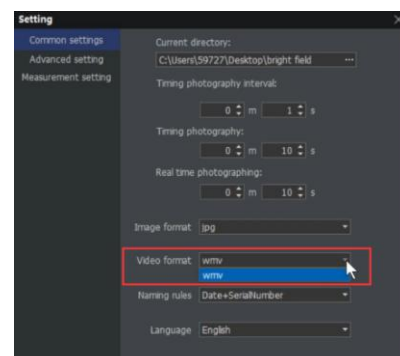 Setting
Common settings
Advanced setting
Measurement setting
Current directory:
C:\Users\59727\Desktop\bright field ...
Timing photography interval:
0 m 1 s
Timing photography:
0 m 10 s
Real time photographing:
0 m 10 s
Image format jpg
Video format wmv
wmv
Naming rules Date+SerialNumber
Language English